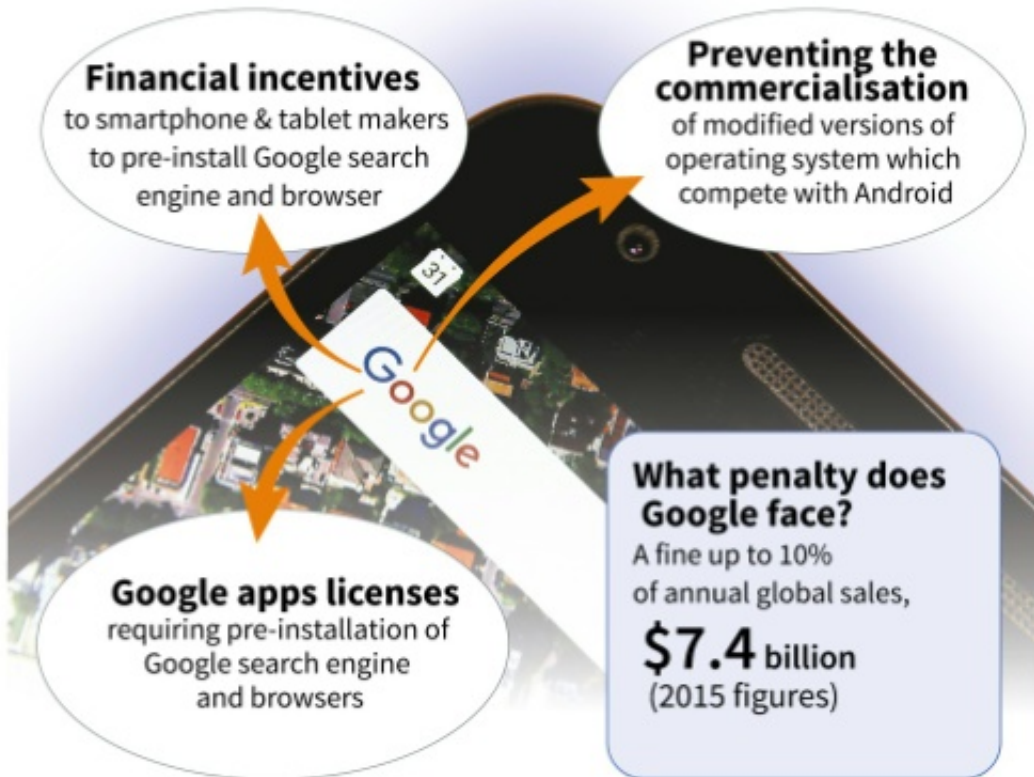 Financial incentives
to smartphone & tablet makers
to pre-install Google search
engine and browser
Preventing the
commercialisation
of modified versions of
operating system which
compete with Android
31
Google
Google apps licenses
requiring pre-installation of
Google search engine
and browsers
What penalty does
Google face?
A fine up to 10%
of annual global sales,
$7.4 billion
(2015 figures)